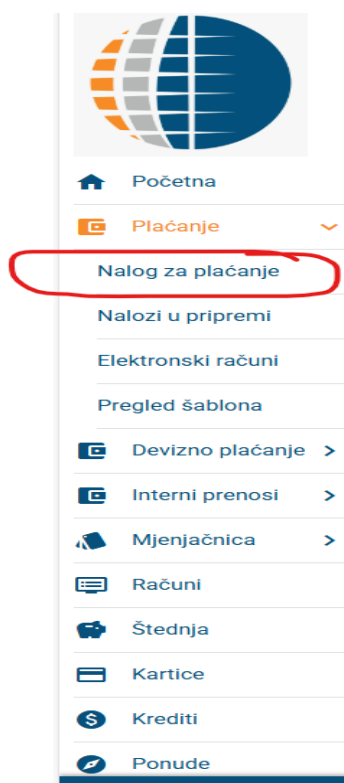 Početna
Plaćanje
Nalog za plaćanje
Nalozi u pripremi
Elektronski računi
Pregled šablona
Devizno plaćanje
Interni prenosi
Mjenjačnica
Računi
Štednja
Kartice
Krediti
Ponude